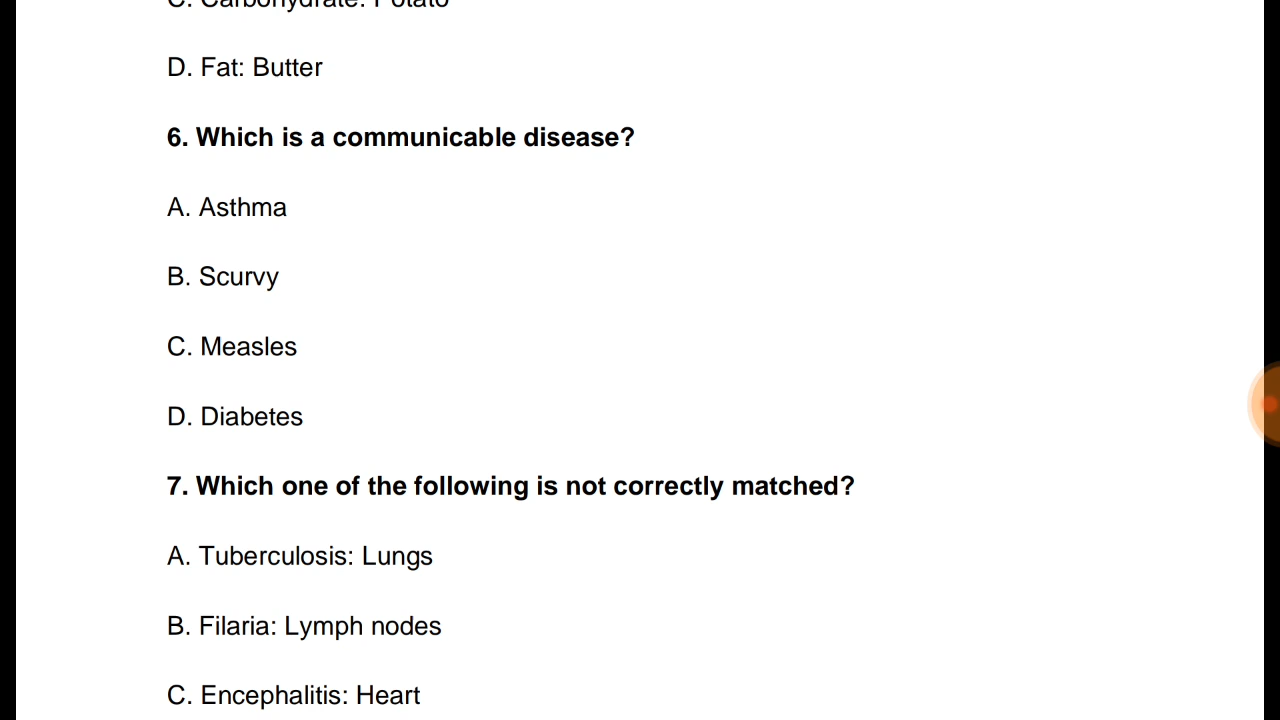 C. Carbohydrate: Potato
D. Fat: Butter
6. Which is a communicable disease?
A. Asthma
B. Scurvy
C. Measles
D. Diabetes
7. Which one of the following is not correctly matched?
A. Tuberculosis: Lungs
B. Filaria: Lymph nodes
C. Encephalitis: Heart